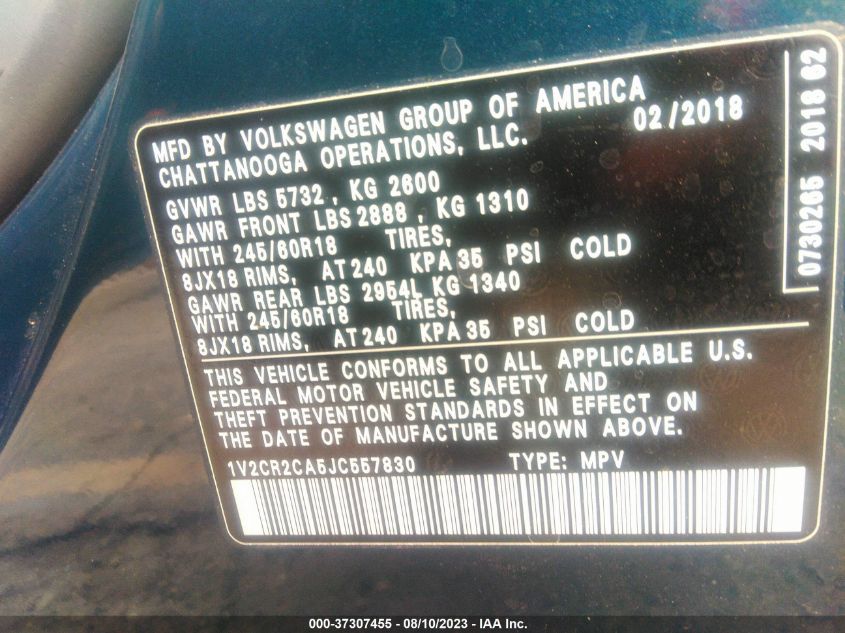 MFD BY VOLKSWAGEN GROUP OF AMERICA
CHATTANOOGA OPERATIONS, LLC. 02/2018
GVWR LBS 5732 , KG 2600
GAWR FRONT LBS 2888 , KG 1310
WITH 245/60R18 TIRES,
8JX18 RIMS, AT 240 KPA 35 PSI COLD
GAWR REAR LBS 2954L KG 1340
WITH 245/60R18 TIRES,
8JX18 RIMS, AT 240 KPA 35 PSI COLD
THIS VEHICLE CONFORMS TO ALL APPLICABLE U.S.
FEDERAL MOTOR VEHICLE SAFETY AND
THEFT PREVENTION STANDARDS IN EFFECT ON
THE DATE OF MANUFACTURE SHOWN ABOVE.
1V2CR2CA5JC557830 TYPE: MPV
0730265 2018 62
000-37307455 - 08/10/2023 - IAA Inc.